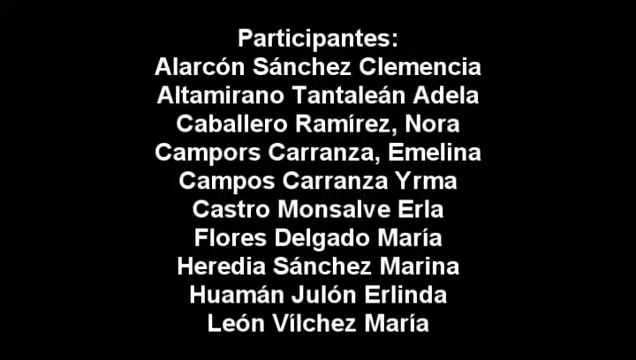 Participantes:
Alarcón Sánchez Clemencia
Altamirano Tantaleán Adela
Caballero Ramírez, Nora
Campors Carranza, Emelina
Campos Carranza Yrma
Castro Monsalve Erla
Flores Delgado María
Heredia Sánchez Marina
Huamán Julón Erlinda
León Vílchez María